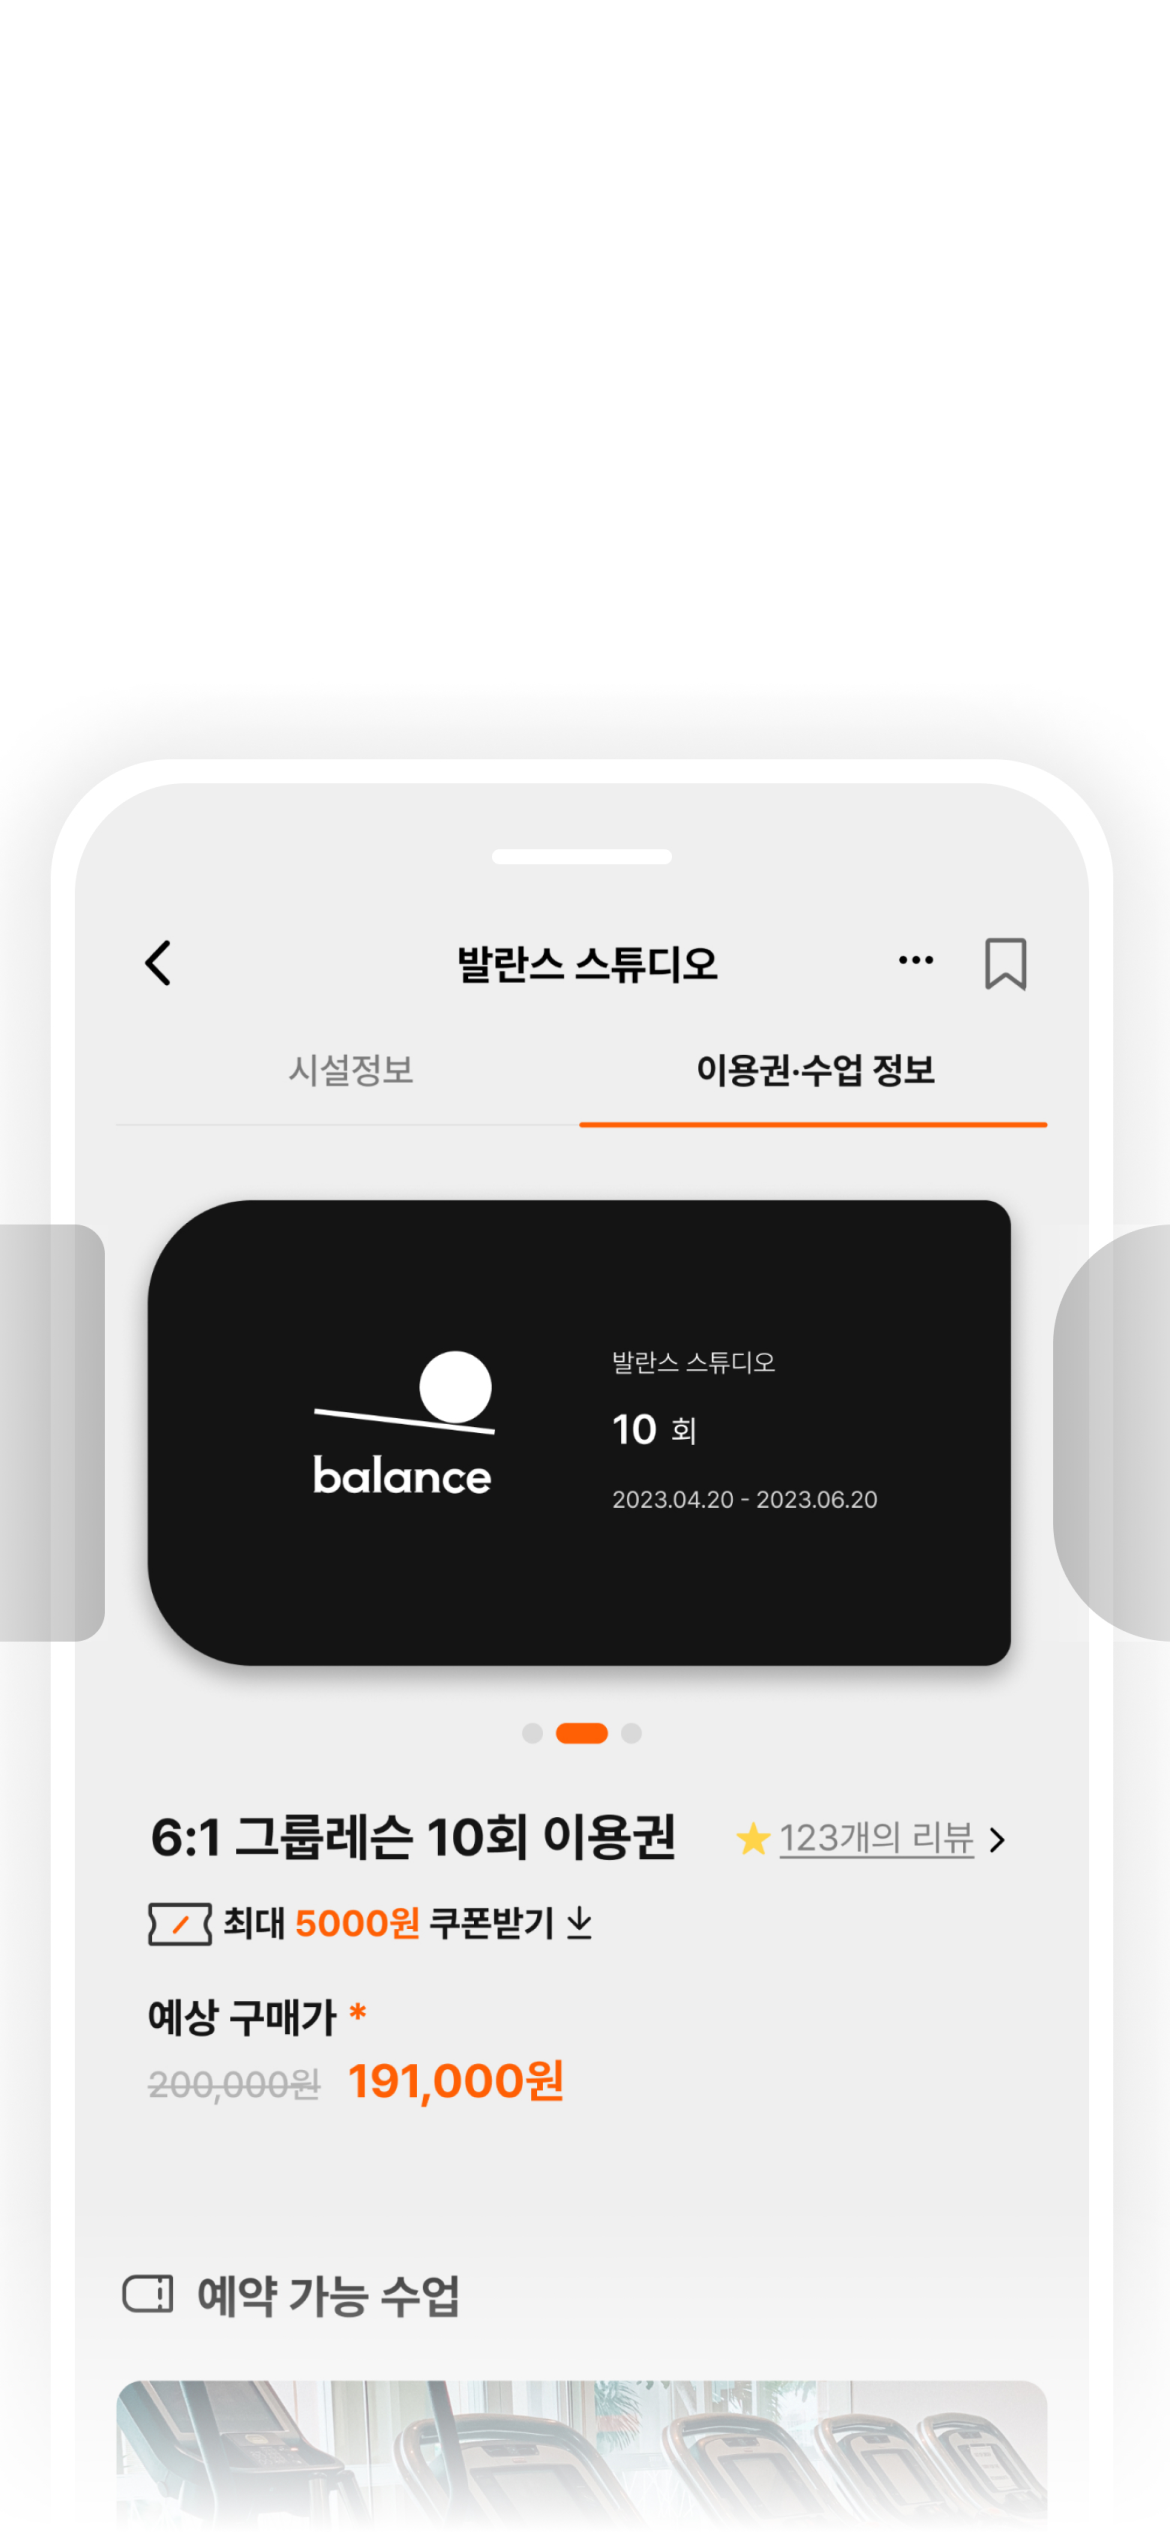 발란스 스튜디오
시설정보
이용권·수업 정보
balance
발란스 스튜디오
10 회
2023.04.20 - 2023.06.20
6:1 그룹레슨 10회 이용권
123개의 리뷰
최대 5000원 쿠폰받기
예상 구매가 *
200,000원 191,000원
예약 가능 수업